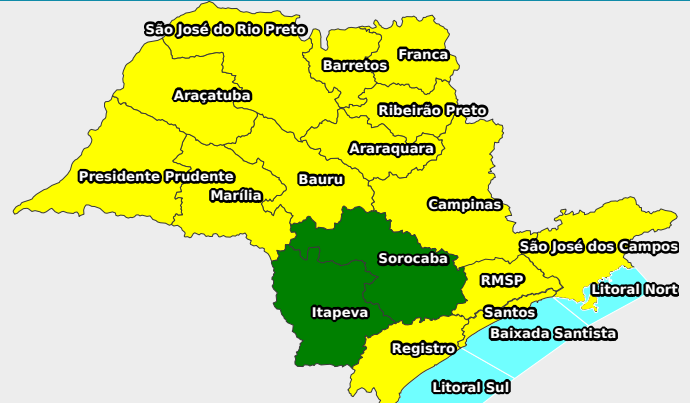 São José do Rio Preto
Franca
Barretos
Araçatuba
Ribeirão Preto
Araraquara
Presidente Prudente
Bauru
Marília
Campinas
São José dos Campos
Sorocaba
RMSP
Litoral Nort
Itapeva
Santos
Baixada Santista
Registro
Litoral Sul